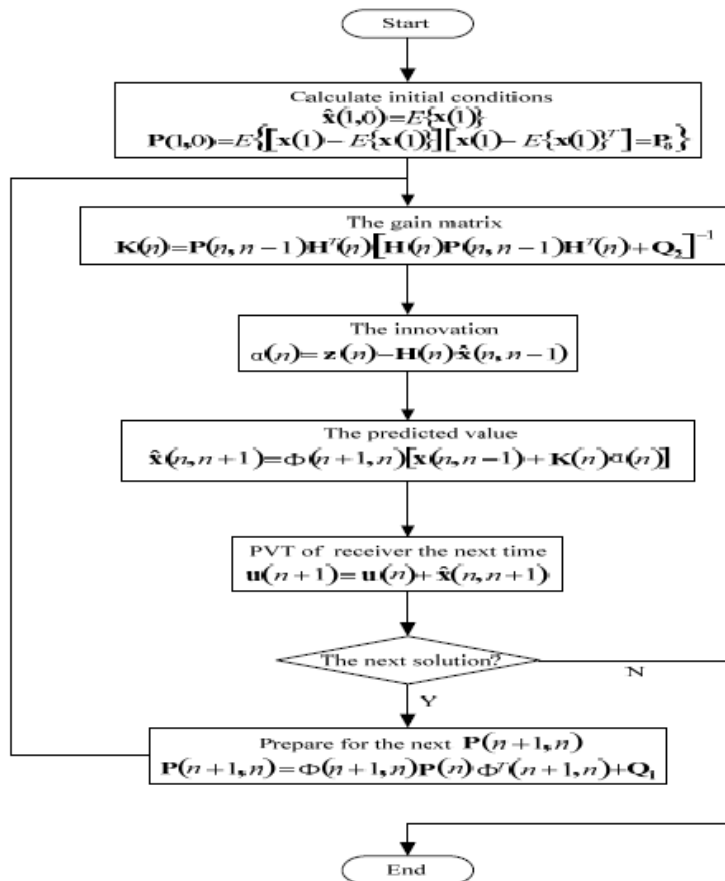 Start
Calculate initial conditions
x̂(1,0)=E{x(1)}
P(1,0)=E{[x(1)−E{x(1)}][x(1)−E{x(1)}ᵀ]=P₀}
The gain matrix
K(n)=P(n,n−1)Hᵀ(n)[H(n)P(n,n−1)Hᵀ(n)+Q₂]⁻¹
The innovation
α(n)=z(n)−H(n)x̂(n,n−1)
The predicted value
x̂(n,n+1)=Φ(n+1,n)[x(n,n−1)+K(n)α(n)]
PVT of receiver the next time
u(n+1)=u(n)+x̂(n,n+1)
The next solution?
N
Y
Prepare for the next P(n+1,n)
P(n+1,n)=Φ(n+1,n)P(n)Φᵀ(n+1,n)+Q₁
End